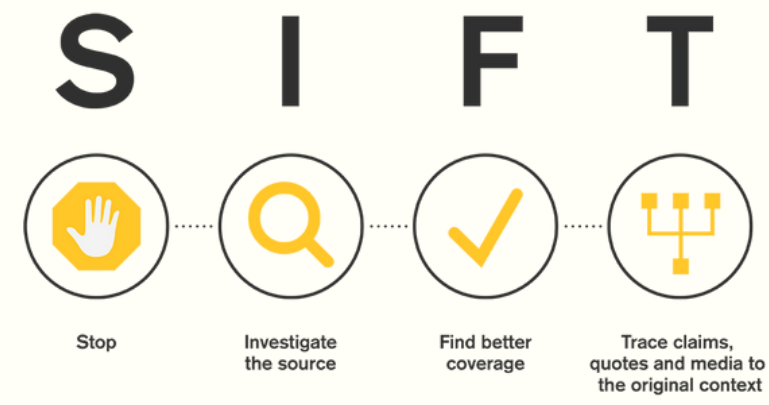 S I F T
Stop
Investigate
the source
Find better
coverage
Trace claims,
quotes and media to
the original context